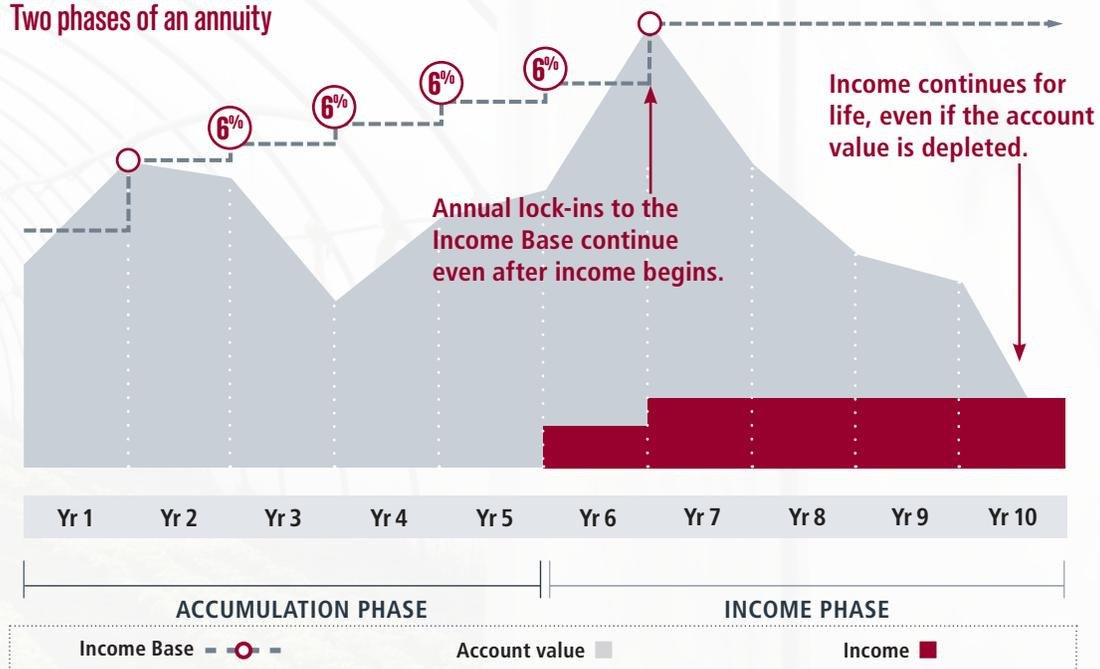 Two phases of an annuity
6%
6%
6%
6%
Income continues for
life, even if the account
value is depleted.
Annual lock-ins to the
Income Base continue
even after income begins.
Yr 1 Yr 2 Yr 3 Yr 4 Yr 5 Yr 6 Yr 7 Yr 8 Yr 9 Yr 10
ACCUMULATION PHASE INCOME PHASE
Income Base Account value Income